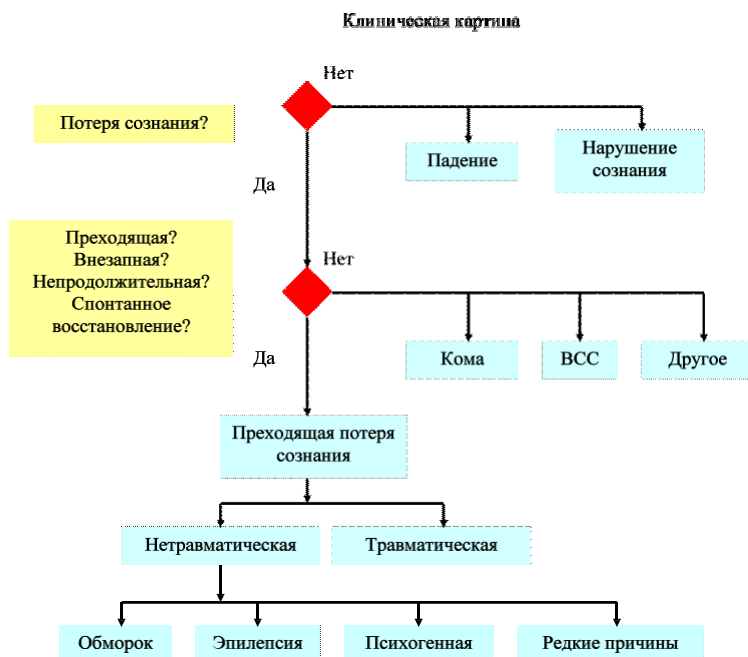 Клиническая картина
Нет
Потеря сознания?
Падение
Нарушение
сознания
Да
Преходящая?
Внезапная?
Непродолжительная?
Спонтанное
восстановление?
Нет
Кома
ВСС
Другое
Да
Преходящая потеря
сознания
Нетравматическая
Травматическая
Обморок
Эпилепсия
Психогенная
Редкие причины